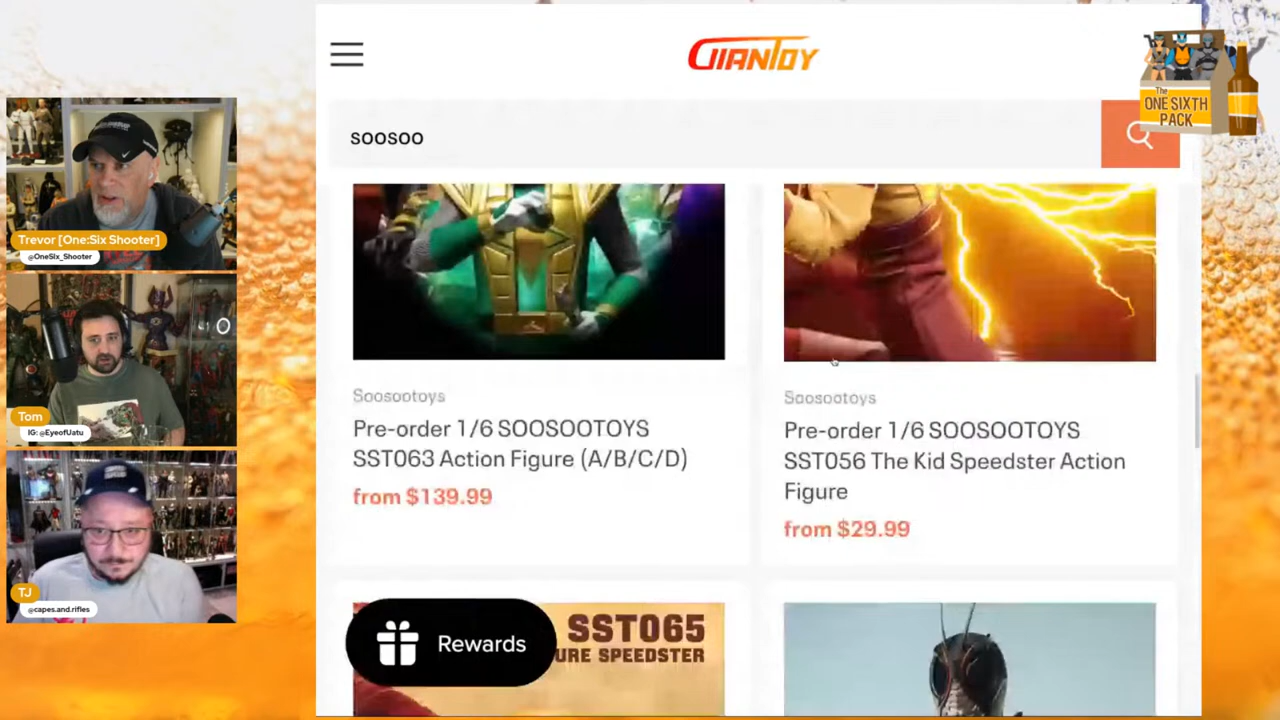 GIANTOY
soosoo
The
ONE SIXTH
PACK
Trevor [One:Six Shooter]
@OneSIx_Shooter
Tom
IG: @EyeofUatu
TJ
@capes.and.rifles
Soosootoys
Pre-order 1/6 SOOSOOTOYS
SST063 Action Figure (A/B/C/D)
from $139.99
Soosootoys
Pre-order 1/6 SOOSOOTOYS
SST056 The Kid Speedster Action
Figure
from $29.99
Rewards
SST065
URE SPEEDSTER